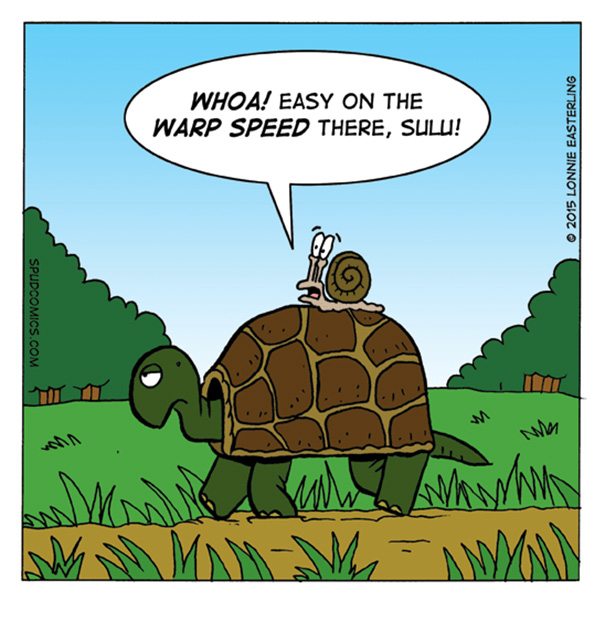 WHOA! EASY ON THE
WARP SPEED THERE, SULU!
© 2015 LONNIE EASTERLING
SPUDCOMICS.COM